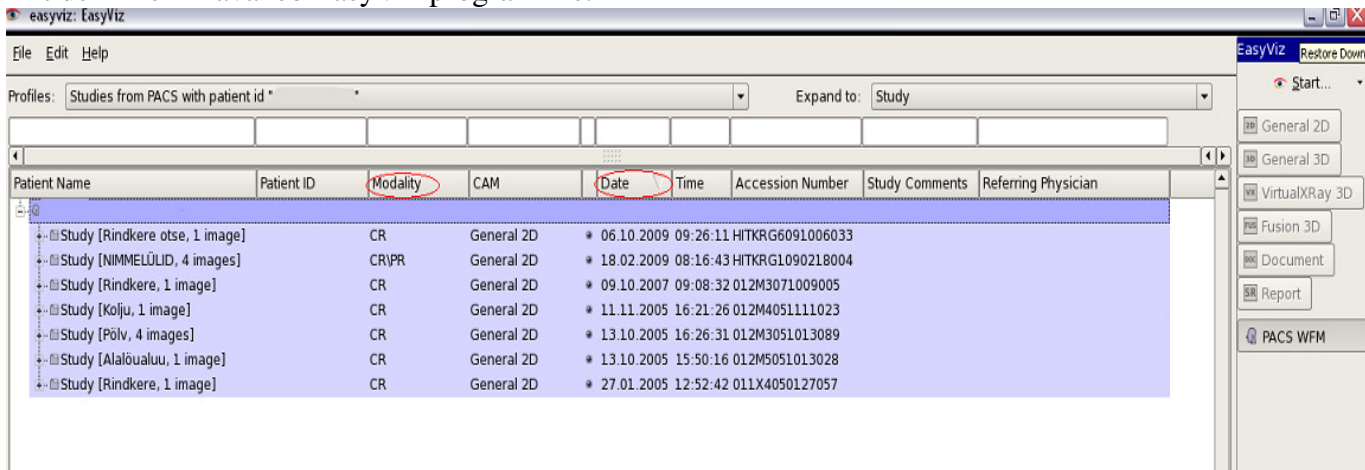 easyviz: EasyViz
File Edit Help
EasyViz Restore Down
Profiles: Studies from PACS with patient id " "
Expand to: Study
Start...
General 2D
General 3D
VirtualXRay 3D
Fusion 3D
Document
Report
PACS WFM
Patient Name Patient ID Modality CAM Date Time Accession Number Study Comments Referring Physician
Study [Rindkere otse, 1 image] CR General 2D 06.10.2009 09:26:11 HITKRG6091006033
Study [NIMMELÜLID, 4 images] CR\PR General 2D 18.02.2009 08:16:43 HITKRG1090218004
Study [Rindkere, 1 image] CR General 2D 09.10.2007 09:08:32 012M3071009005
Study [Kolju, 1 image] CR General 2D 11.11.2005 16:21:26 012M4051111023
Study [Põlv, 4 images] CR General 2D 13.10.2005 16:26:31 012M3051013089
Study [Alalõualuu, 1 image] CR General 2D 13.10.2005 15:50:16 012M5051013028
Study [Rindkere, 1 image] CR General 2D 27.01.2005 12:52:42 011X4050127057